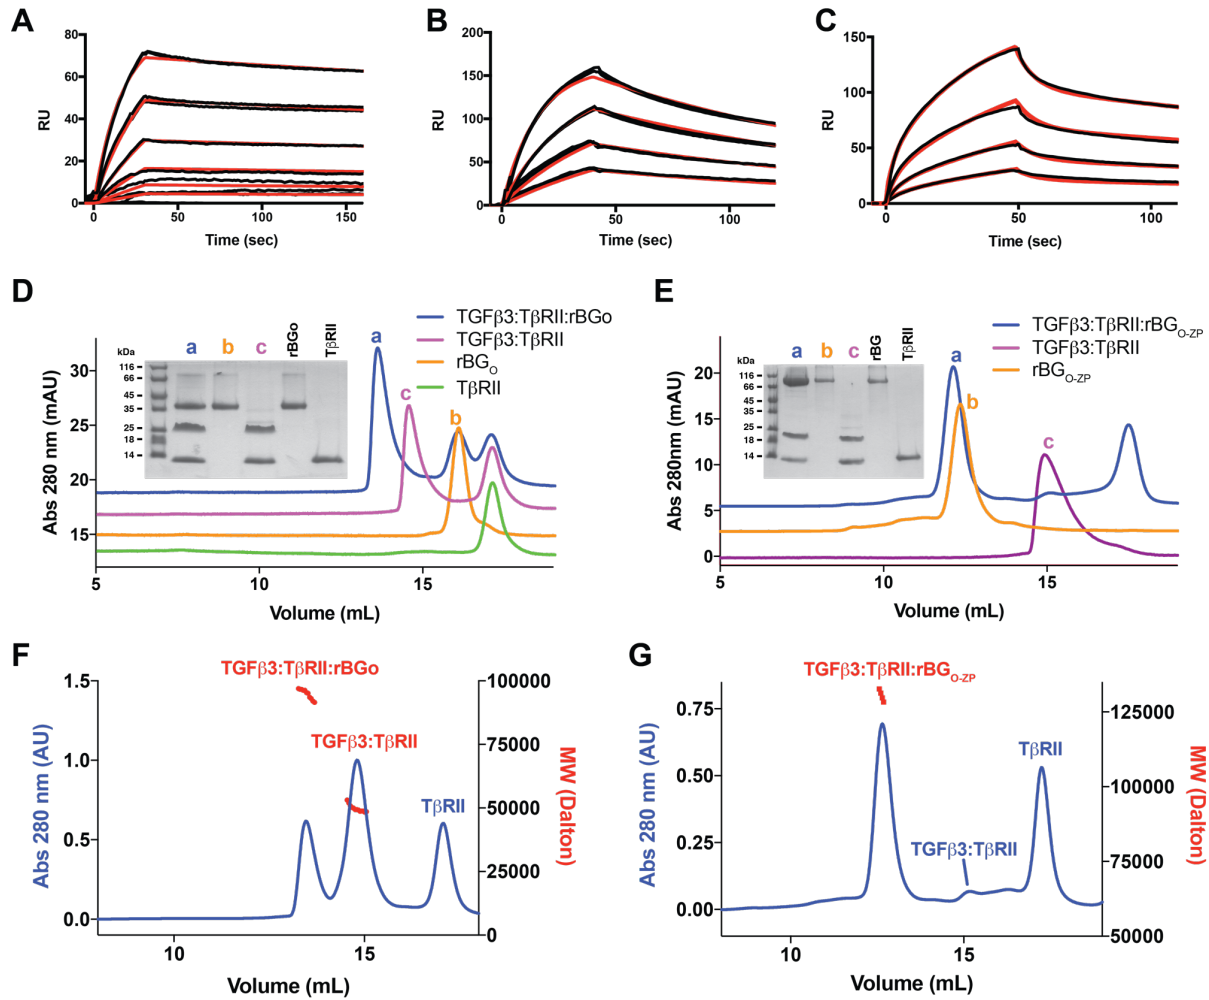 A
B
C
80
60
40
20
0
RU
0
50
100
150
Time (sec)
200
150
100
50
0
RU
0
50
100
Time (sec)
150
100
50
0
RU
0
50
100
Time (sec)
D
TGFβ3:TβRII:rBGo
TGFβ3:TβRII
rBGO
TβRII
kDa
116
66
45
35
25
18
14
a
b
c
rBGo
TβRII
a
c
b
30
25
20
15
Abs 280 nm (mAU)
5
10
15
Volume (mL)
E
TGFβ3:TβRII:rBGO-ZP
TGFβ3:TβRII
rBGO-ZP
kDa
116
66
45
35
25
18
14
a
b
c
rBG
TβRII
a
b
c
20
15
10
5
0
Abs 280nm (mAU)
5
10
15
Volume (mL)
F
TGFβ3:TβRII:rBGo
TGFβ3:TβRII
TβRII
1.5
1.0
0.5
0.0
Abs 280 nm (AU)
100000
75000
50000
25000
0
MW (Dalton)
10
15
Volume (mL)
G
TGFβ3:TβRII:rBGO-ZP
TβRII
TGFβ3:TβRII
0.75
0.50
0.25
0.00
Abs 280 nm (AU)
125000
100000
75000
50000
MW (Dalton)
10
15
Volume (mL)